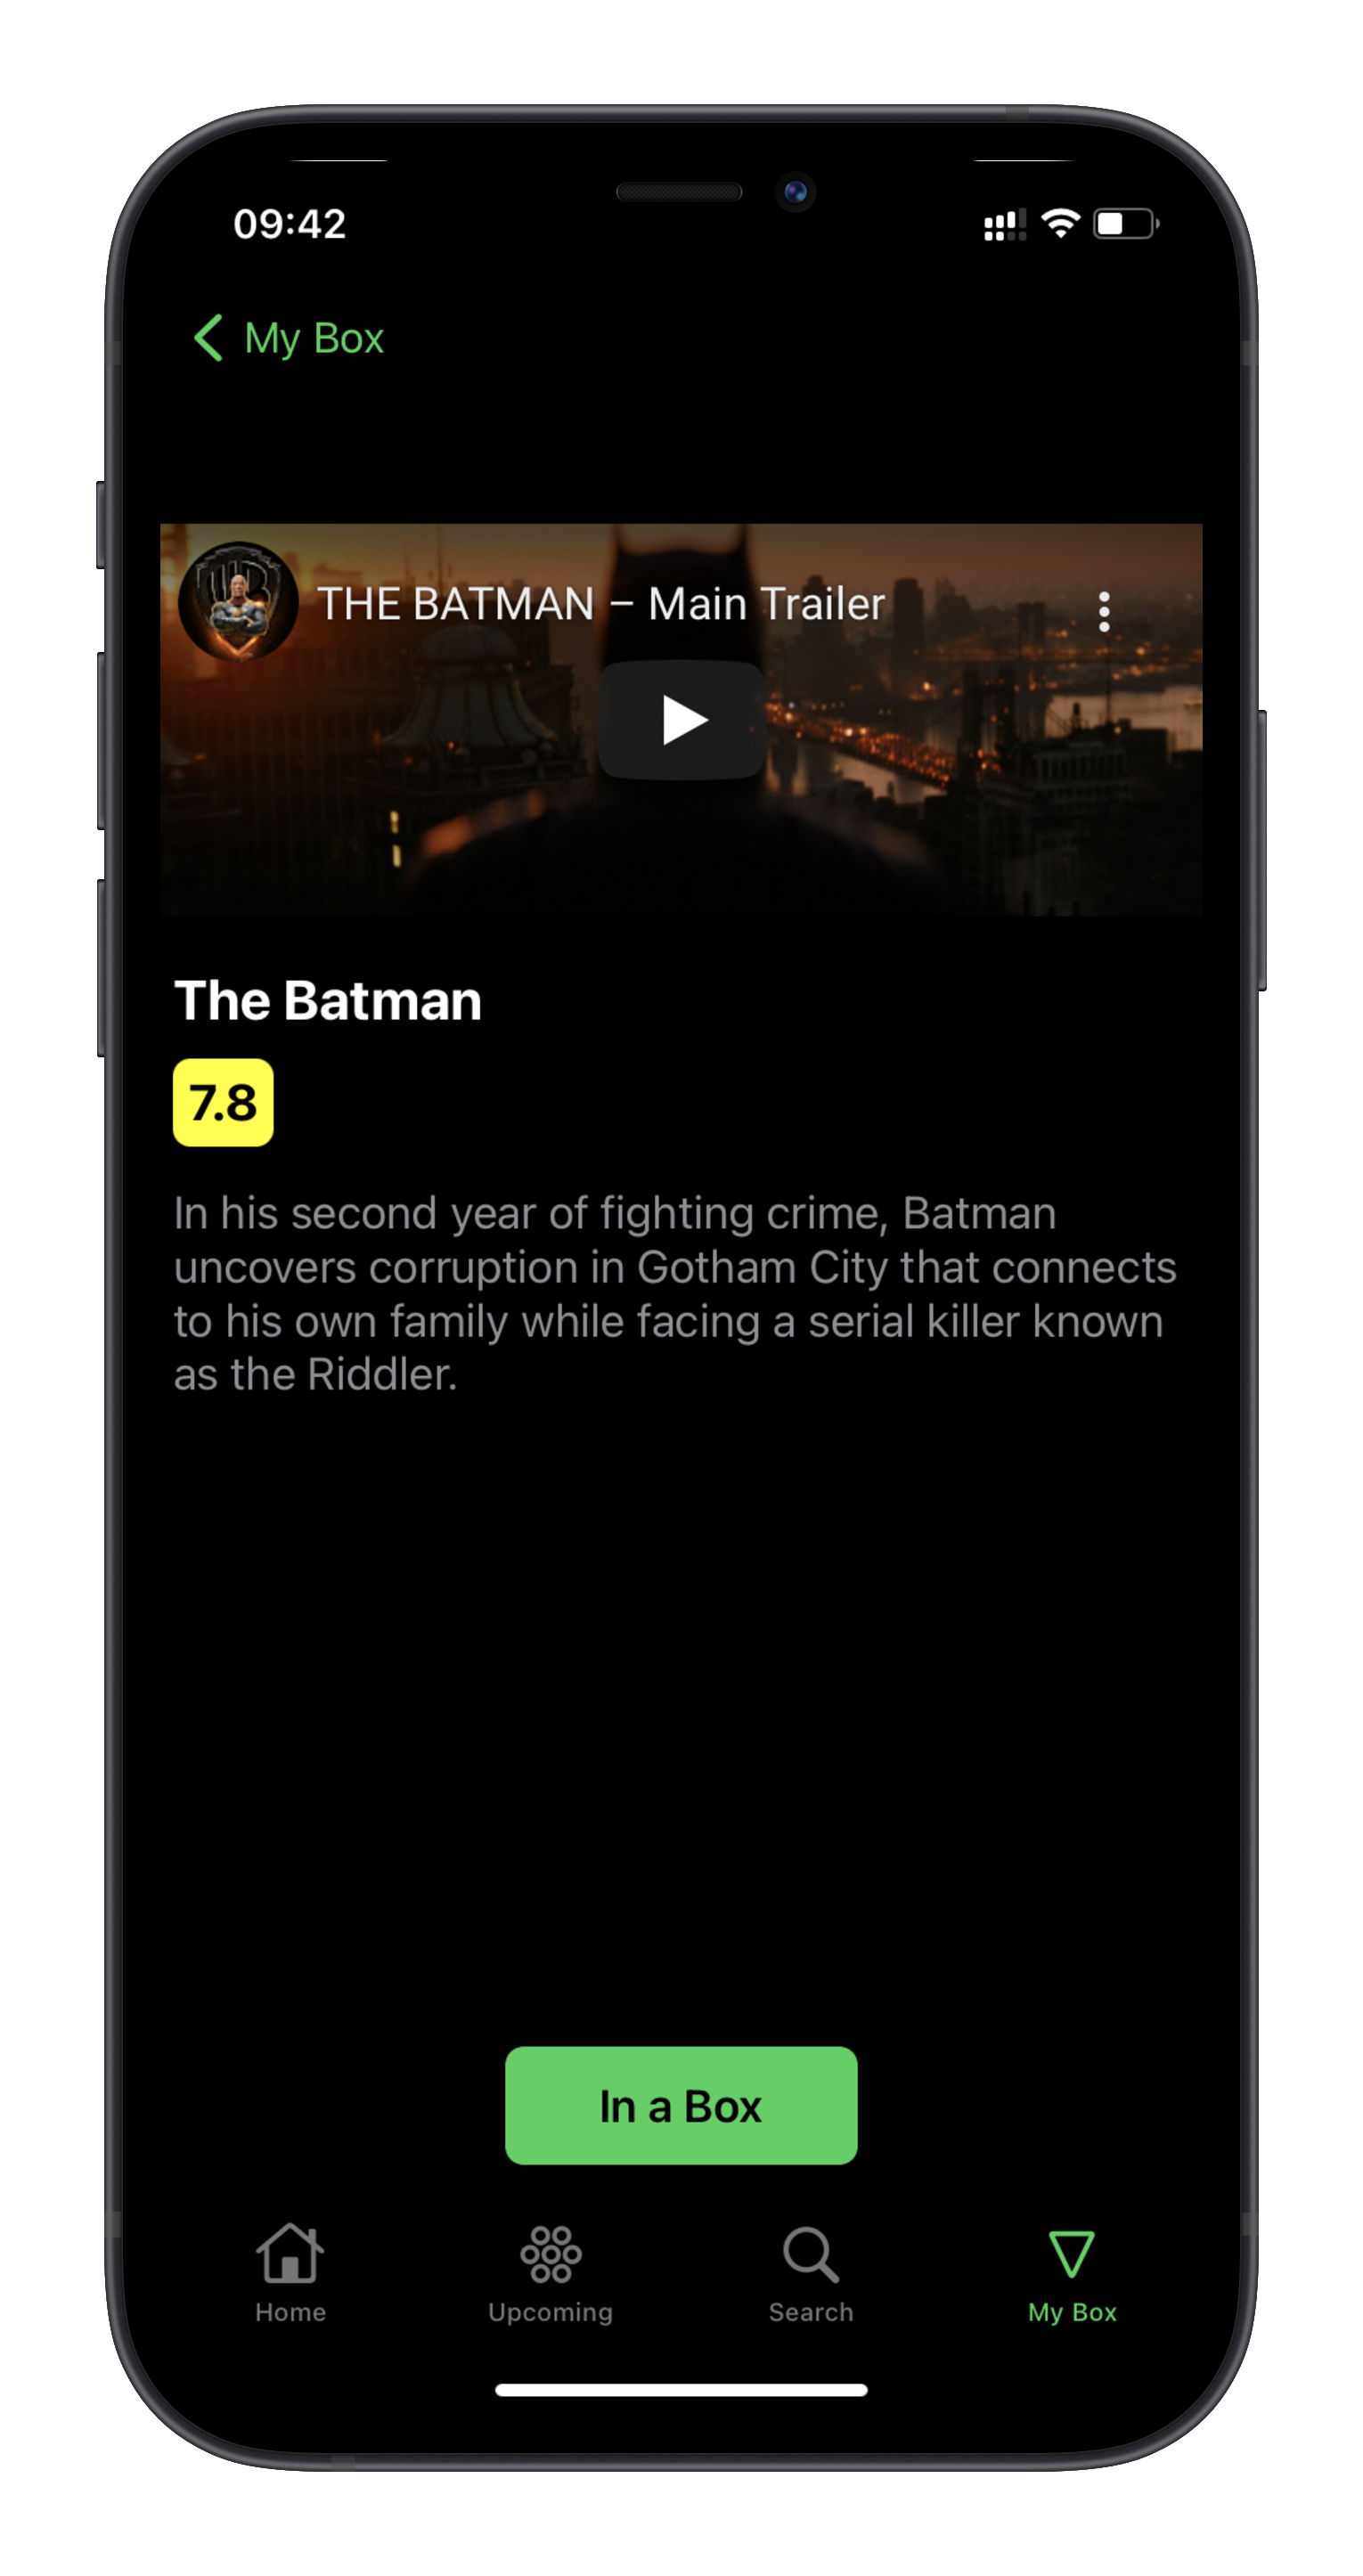 09:42
My Box
THE BATMAN – Main Trailer
The Batman
7.8
In his second year of fighting crime, Batman
uncovers corruption in Gotham City that connects
to his own family while facing a serial killer known
as the Riddler.
In a Box
Home
Upcoming
Search
My Box